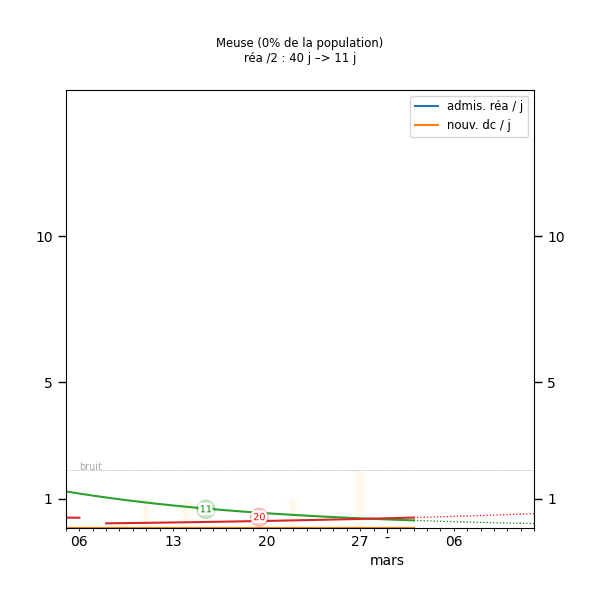 Meuse (0% de la population)
réa /2 : 40 j –> 11 j
admis. réa / j
nouv. dc / j
10 10
5 5
bruit
1 1
11
20
06 13 20 27 - 06
mars